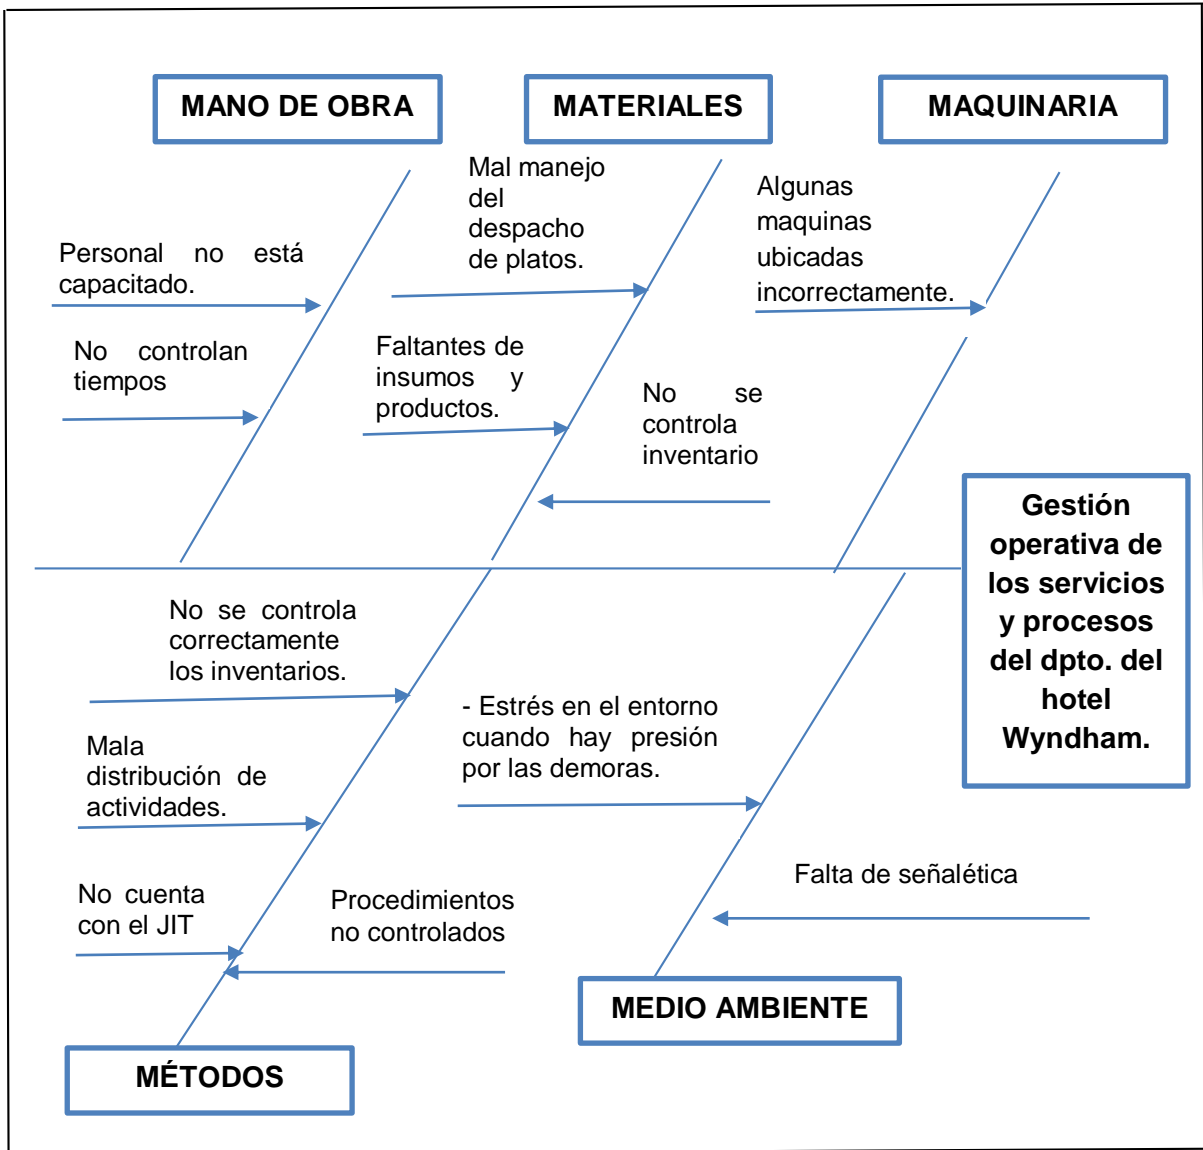 MANO DE OBRA
MATERIALES
MAQUINARIA
Personal no está
capacitado.
No controlan
tiempos
Mal manejo
del
despacho
de platos.
Faltantes de
insumos y
productos.
No se
controla
inventario
Algunas
maquinas
ubicadas
incorrectamente.
Gestión
operativa de
los servicios
y procesos
del dpto. del
hotel
Wyndham.
No se controla
correctamente
los inventarios.
Mala
distribución de
actividades.
No cuenta
con el JIT
Procedimientos
no controlados
- Estrés en el entorno
cuando hay presión
por las demoras.
Falta de señalética
MEDIO AMBIENTE
MÉTODOS